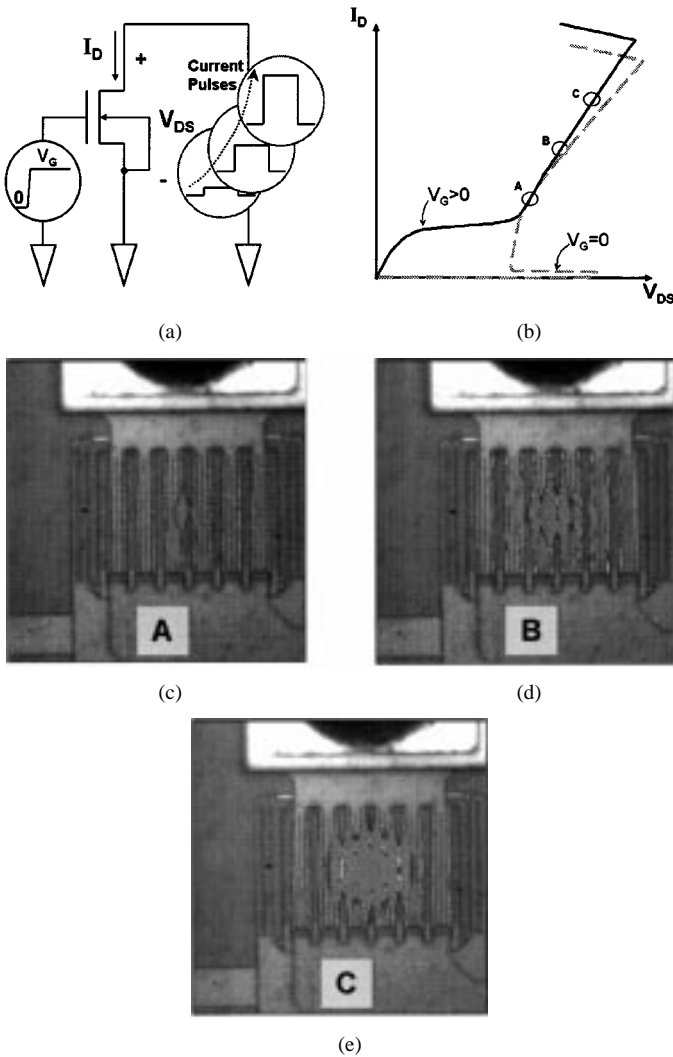 I_D
+
Current
Pulses
V_DS
-
V_G
0
(a)
I_D
C
B
A
V_G>0
V_G=0
V_DS
(b)
A
(c)
B
(d)
C
(e)